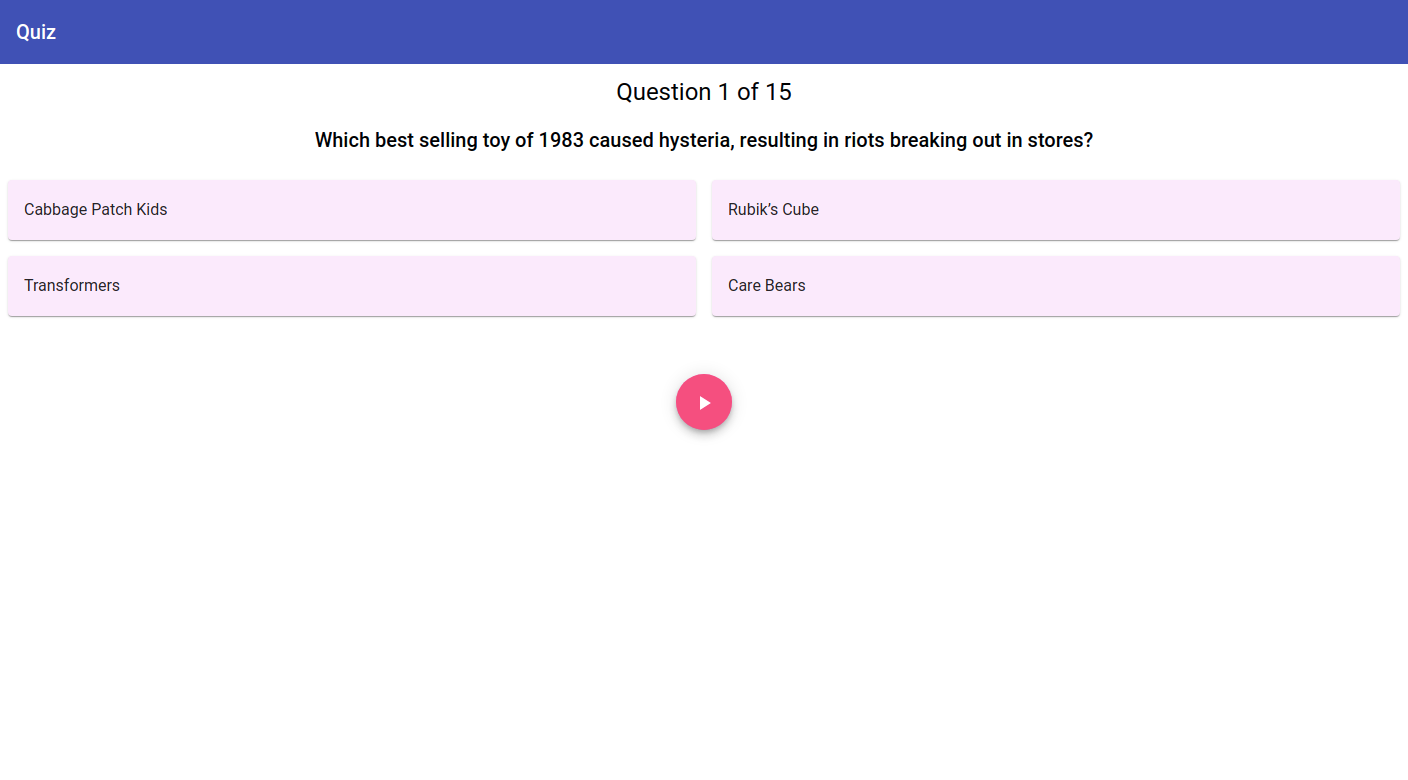 Quiz
Question 1 of 15
Which best selling toy of 1983 caused hysteria, resulting in riots breaking out in stores?
Cabbage Patch Kids
Rubik’s Cube
Transformers
Care Bears